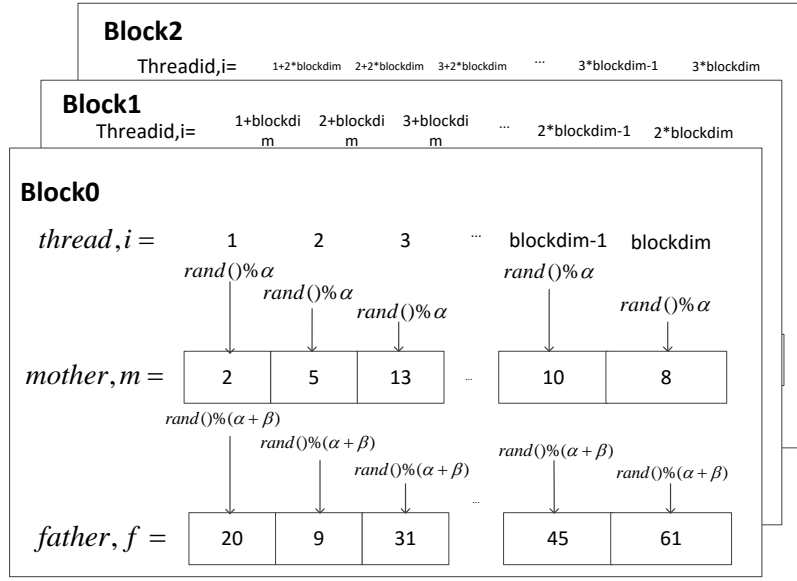 Block2
Threadid,i= 1+2*blockdim 2+2*blockdim 3+2*blockdim ... 3*blockdim-1 3*blockdim
Block1
Threadid,i= 1+blockdi m 2+blockdi m 3+blockdi m ... 2*blockdim-1 2*blockdim
Block0
thread,i = 1 2 3 ... blockdim-1 blockdim
rand()%α rand()%α rand()%α rand()%α rand()%α
mother,m = 2 5 13 ... 10 8
rand()%(α+β) rand()%(α+β) rand()%(α+β) rand()%(α+β) rand()%(α+β)
...
father, f = 20 9 31 45 61